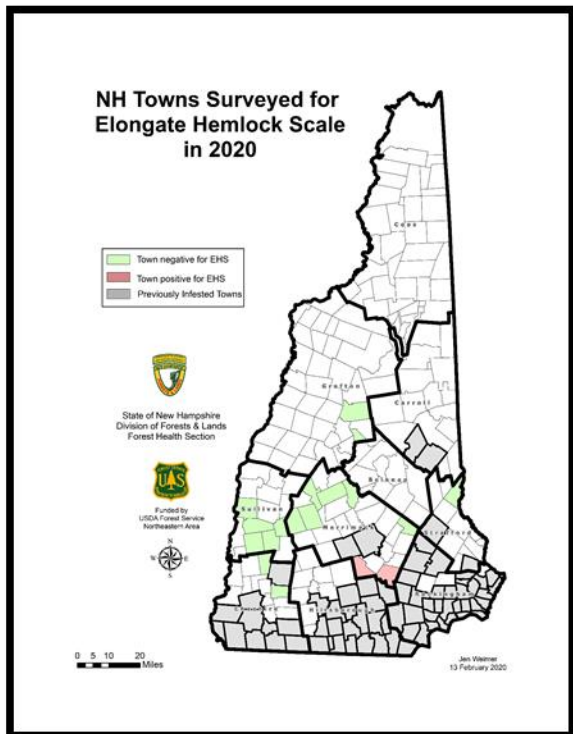 NH Towns Surveyed for
Elongate Hemlock Scale
in 2020
Coos
Town negative for EHS
Town positive for EHS
Previously Infested Towns
Grafton
Carroll
State of New Hampshire
Division of Forests & Lands
Forest Health Section
Belknap
UAS
Sullivan
Merrimack
Strafford
Funded by
USDA Forest Service
Northeastern Area
N
W E
S
Cheshire
Hillsborough
Rockingham
0 5 10 20
Miles
Jen Weimer
13 February 2020